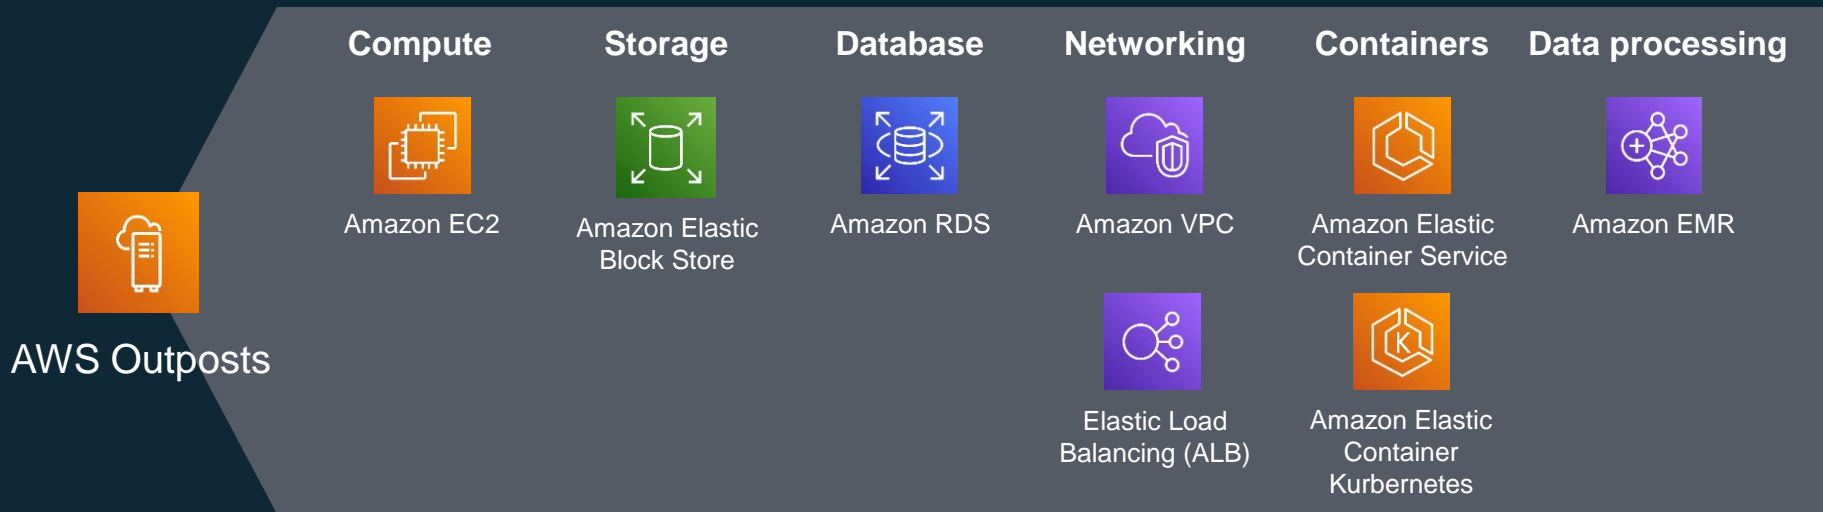 Compute
Storage
Database
Networking
Containers
Data processing
Amazon EC2
Amazon Elastic
Block Store
Amazon RDS
Amazon VPC
Amazon Elastic
Container Service
Amazon EMR
AWS Outposts
Elastic Load
Balancing (ALB)
K
Amazon Elastic
Container
Kurbernetes